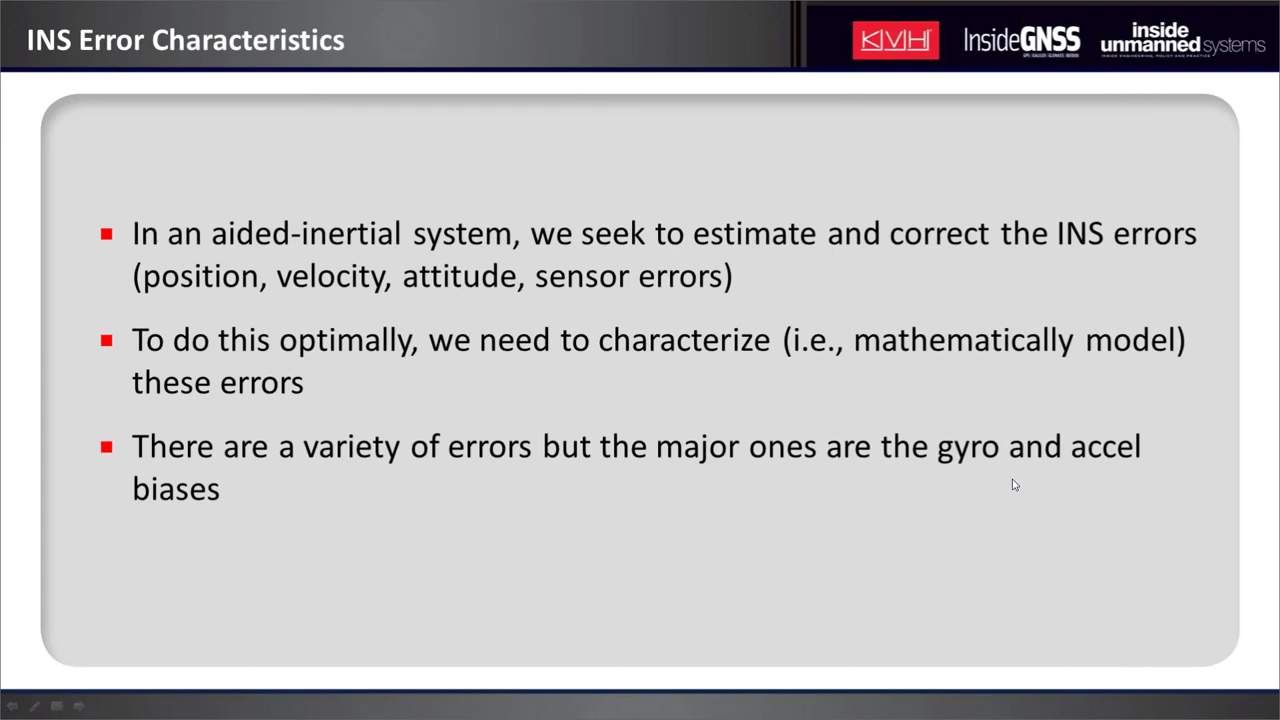 INS Error Characteristics
KVH
InsideGNSS
inside
unmanned systems
In an aided-inertial system, we seek to estimate and correct the INS errors
(position, velocity, attitude, sensor errors)
To do this optimally, we need to characterize (i.e., mathematically model)
these errors
There are a variety of errors but the major ones are the gyro and accel
biases